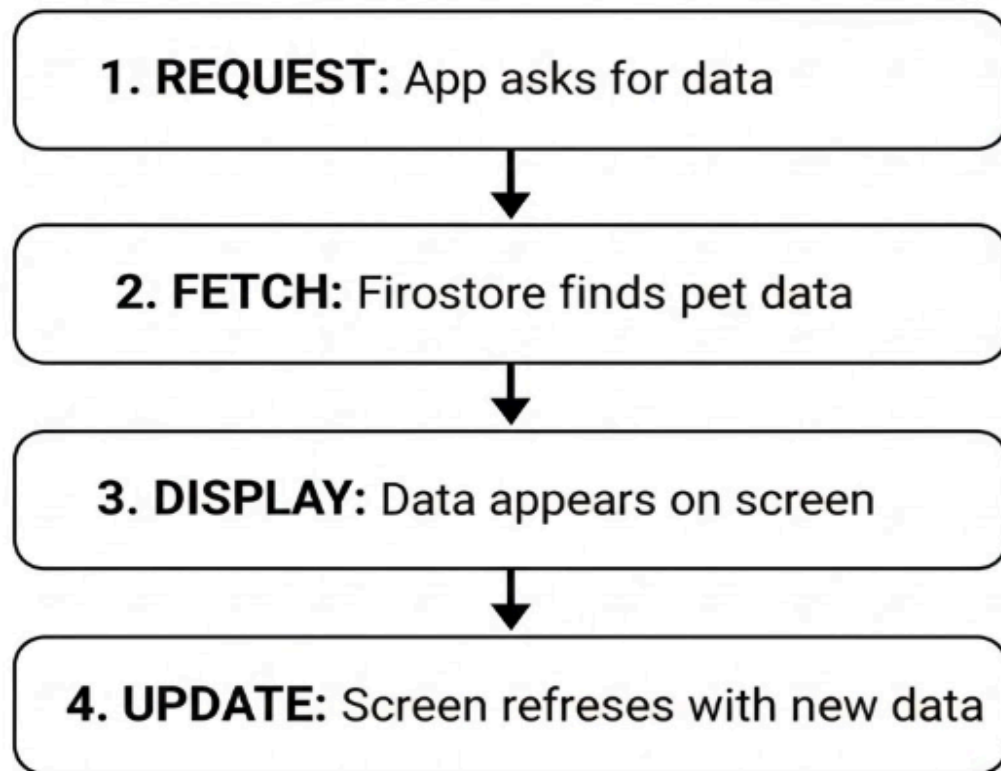 1. REQUEST: App asks for data
2. FETCH: Firostore finds pet data
3. DISPLAY: Data appears on screen
4. UPDATE: Screen refreses with new data